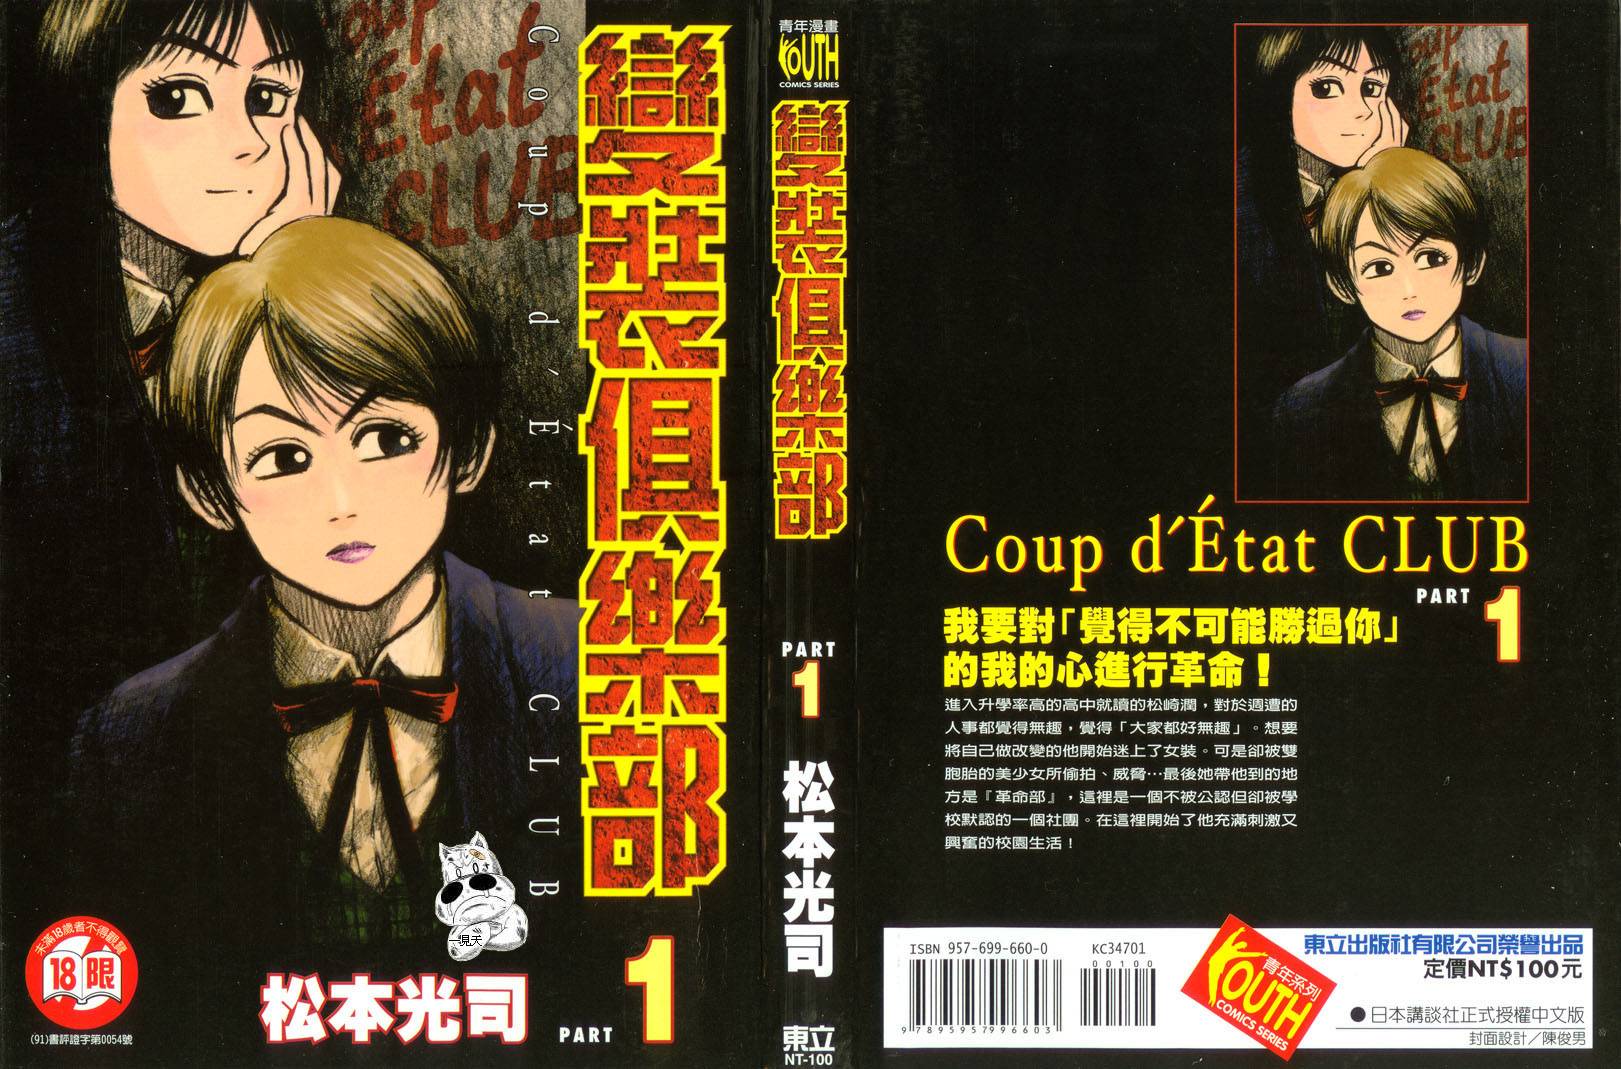 oup
État
CLUB
Coup d'État CLUB
變裝俱樂部
一現天
未滿18歲者不得觀覽
18限
(91)書評證字第0054號
松本光司
PART 1
青年漫畫
YOUTH
COMICS SERIES
變裝俱樂部
PART
1
松本光司
東立
NT-100
oup
État
CLUB
Coup d´État CLUB
PART 1
我要對「覺得不可能勝過你」
的我的心進行革命！
進入升學率高的高中就讀的松崎潤，對於週遭的
人事都覺得無趣，覺得「大家都好無趣」。想要
將自己做改變的他開始迷上了女裝。可是卻被雙
胞胎的美少女所偷拍、威脅…最後她帶他到的地
方是『革命部』，這裡是一個不被公認但卻被學
校默認的一個社團。在這裡開始了他充滿刺激又
興奮的校園生活！
ISBN 957-699-660-0
9789595799660 3
KC34701
00100
青年系列
YOUTH
COMICS SERIES
東立出版社有限公司榮譽出品
定價NT$100元
●日本講談社正式授權中文版
封面設計／陳俊男